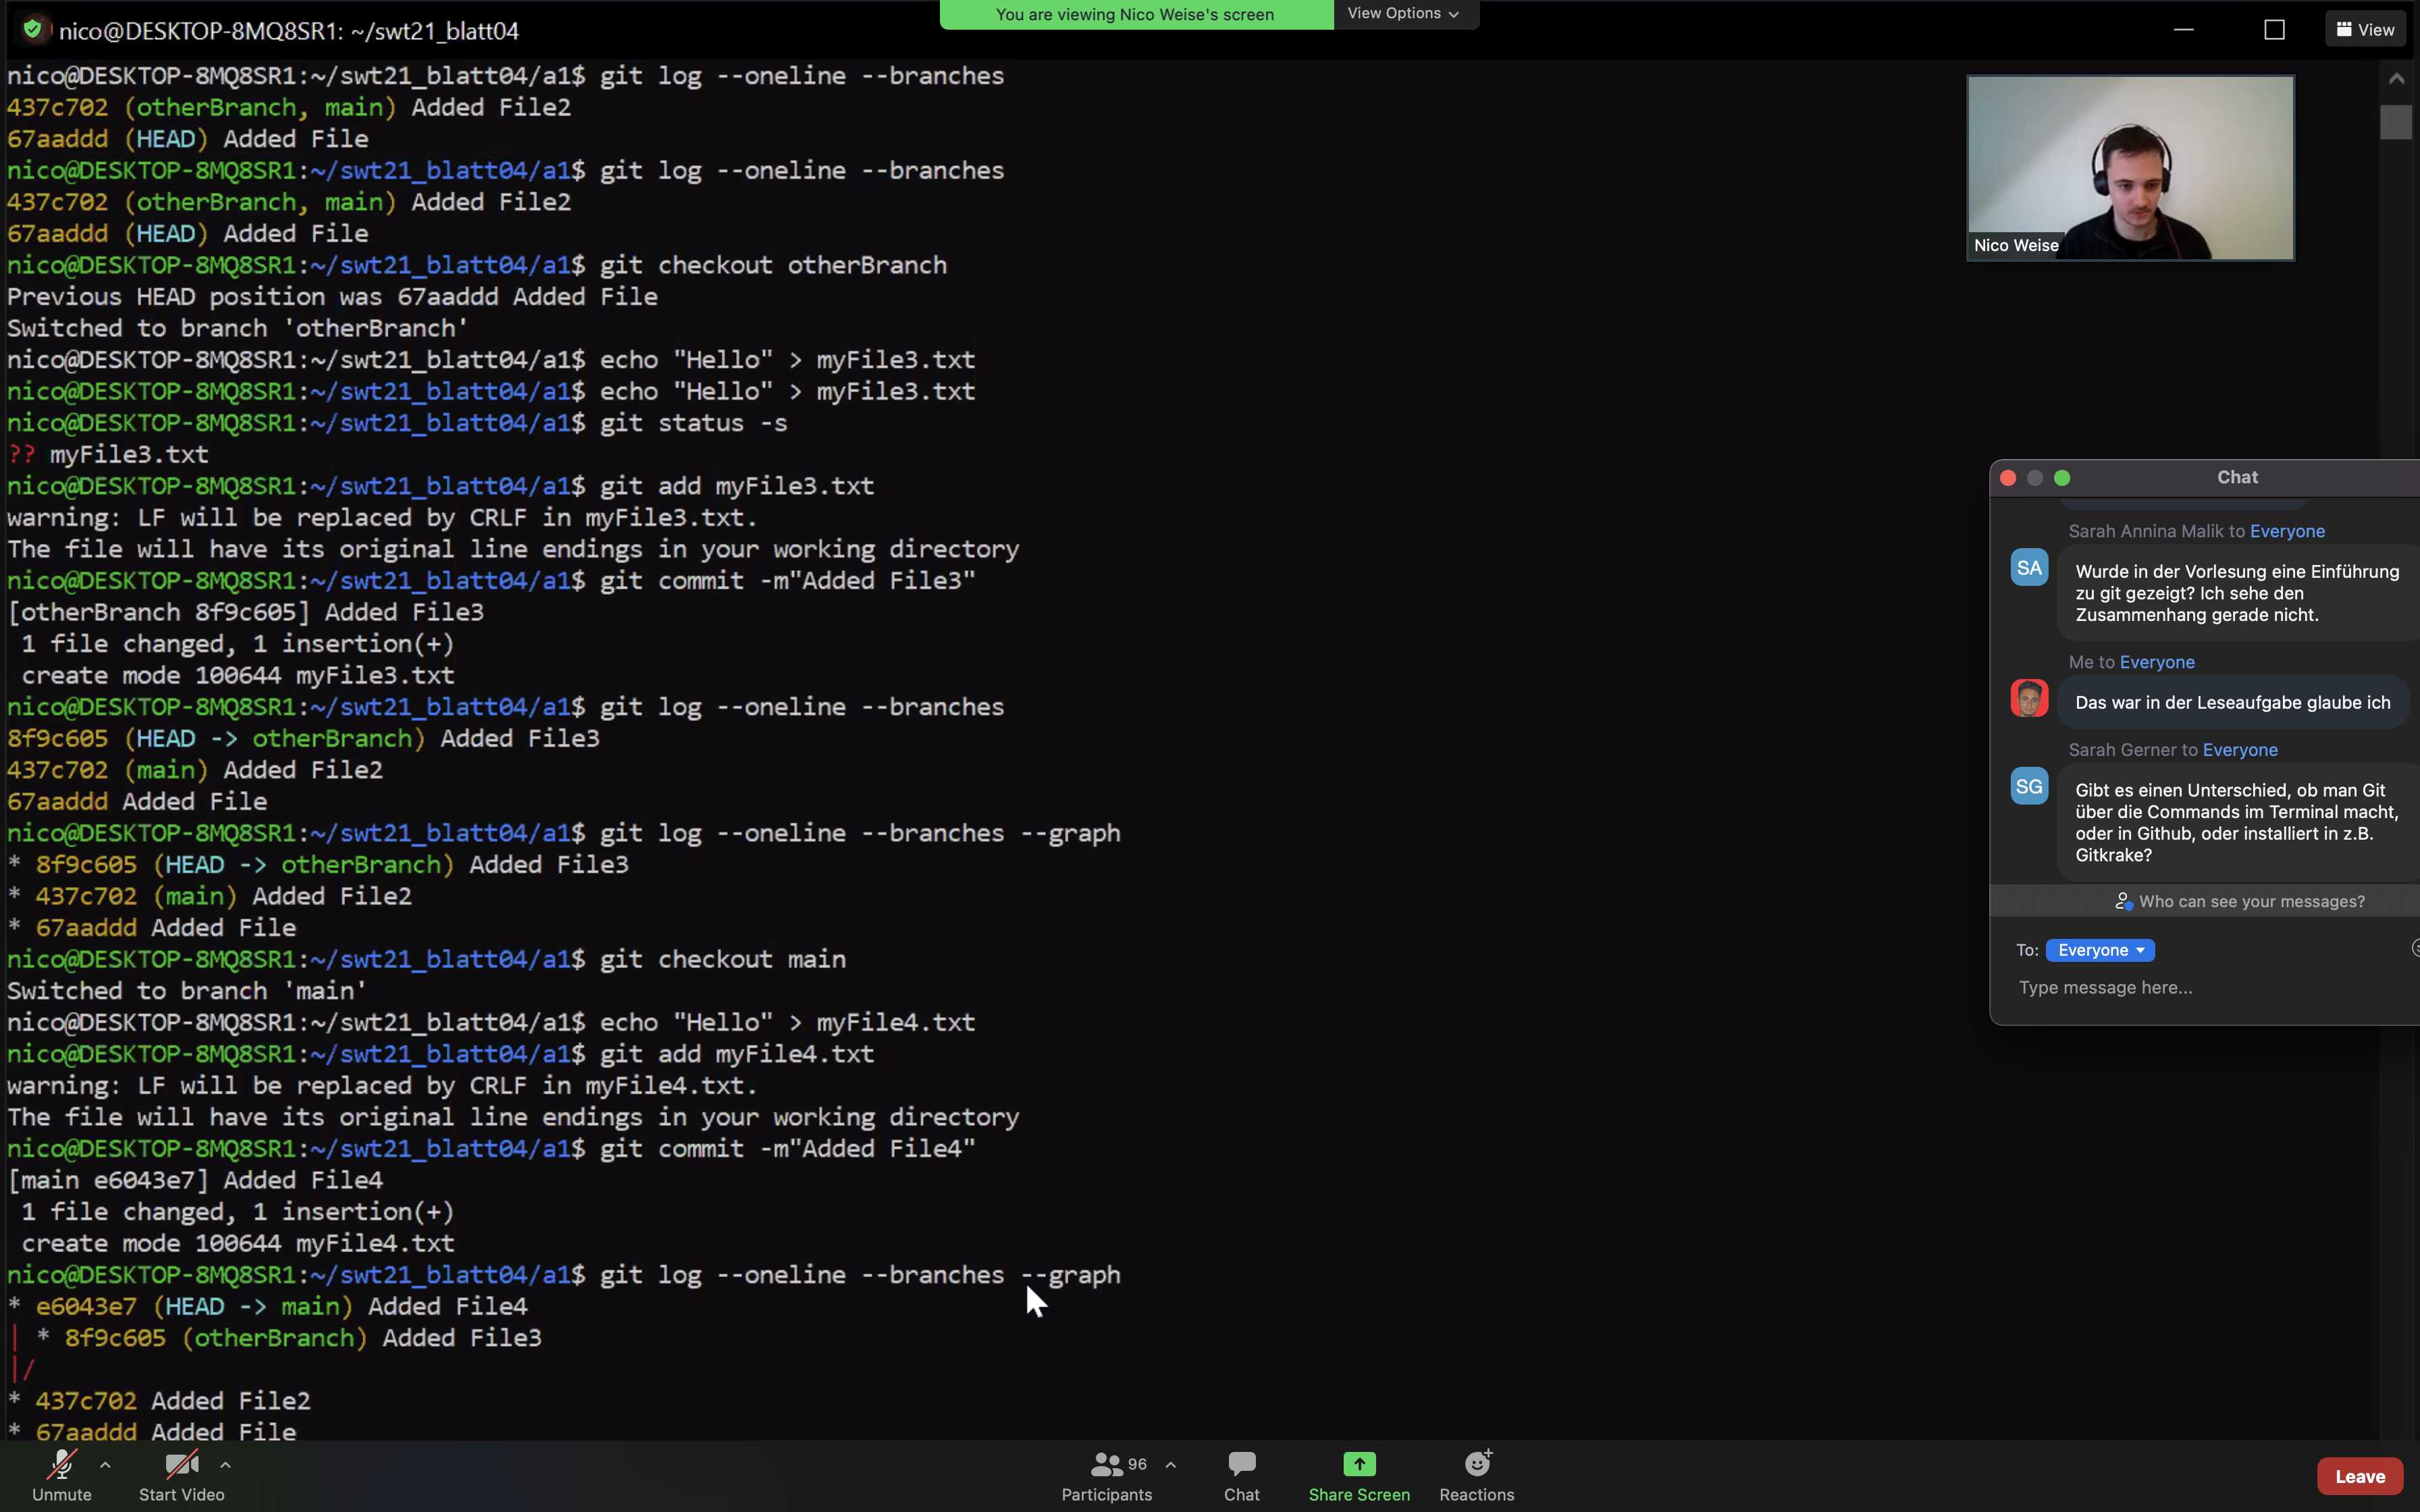 You are viewing Nico Weise's screen
View Options
nico@DESKTOP-8MQ8SR1: ~/swt21_blatt04
View
nico@DESKTOP-8MQ8SR1:~/swt21_blatt04/a1$ git log --oneline --branches
437c702 (otherBranch, main) Added File2
67aaddd (HEAD) Added File
nico@DESKTOP-8MQ8SR1:~/swt21_blatt04/a1$ git log --oneline --branches
437c702 (otherBranch, main) Added File2
67aaddd (HEAD) Added File
nico@DESKTOP-8MQ8SR1:~/swt21_blatt04/a1$ git checkout otherBranch
Previous HEAD position was 67aaddd Added File
Switched to branch 'otherBranch'
nico@DESKTOP-8MQ8SR1:~/swt21_blatt04/a1$ echo "Hello" > myFile3.txt
nico@DESKTOP-8MQ8SR1:~/swt21_blatt04/a1$ echo "Hello" > myFile3.txt
nico@DESKTOP-8MQ8SR1:~/swt21_blatt04/a1$ git status -s
?? myFile3.txt
nico@DESKTOP-8MQ8SR1:~/swt21_blatt04/a1$ git add myFile3.txt
warning: LF will be replaced by CRLF in myFile3.txt.
The file will have its original line endings in your working directory
nico@DESKTOP-8MQ8SR1:~/swt21_blatt04/a1$ git commit -m"Added File3"
[otherBranch 8f9c605] Added File3
1 file changed, 1 insertion(+)
create mode 100644 myFile3.txt
nico@DESKTOP-8MQ8SR1:~/swt21_blatt04/a1$ git log --oneline --branches
8f9c605 (HEAD -> otherBranch) Added File3
437c702 (main) Added File2
67aaddd Added File
nico@DESKTOP-8MQ8SR1:~/swt21_blatt04/a1$ git log --oneline --branches --graph
* 8f9c605 (HEAD -> otherBranch) Added File3
* 437c702 (main) Added File2
* 67aaddd Added File
nico@DESKTOP-8MQ8SR1:~/swt21_blatt04/a1$ git checkout main
Switched to branch 'main'
nico@DESKTOP-8MQ8SR1:~/swt21_blatt04/a1$ echo "Hello" > myFile4.txt
nico@DESKTOP-8MQ8SR1:~/swt21_blatt04/a1$ git add myFile4.txt
warning: LF will be replaced by CRLF in myFile4.txt.
The file will have its original line endings in your working directory
nico@DESKTOP-8MQ8SR1:~/swt21_blatt04/a1$ git commit -m"Added File4"
[main e6043e7] Added File4
1 file changed, 1 insertion(+)
create mode 100644 myFile4.txt
nico@DESKTOP-8MQ8SR1:~/swt21_blatt04/a1$ git log --oneline --branches --graph
* e6043e7 (HEAD -> main) Added File4
| * 8f9c605 (otherBranch) Added File3
|/
* 437c702 Added File2
* 67aaddd Added File
Nico Weise
Chat
Sarah Annina Malik to Everyone
SA
Wurde in der Vorlesung eine Einführung
zu git gezeigt? Ich sehe den
Zusammenhang gerade nicht.
Me to Everyone
Das war in der Leseaufgabe glaube ich
Sarah Gerner to Everyone
SG
Gibt es einen Unterschied, ob man Git
über die Commands im Terminal macht,
oder in Github, oder installiert in z.B.
Gitkrake?
Who can see your messages?
To: Everyone
Type message here...
Unmute
Start Video
96
Participants
Chat
Share Screen
Reactions
Leave